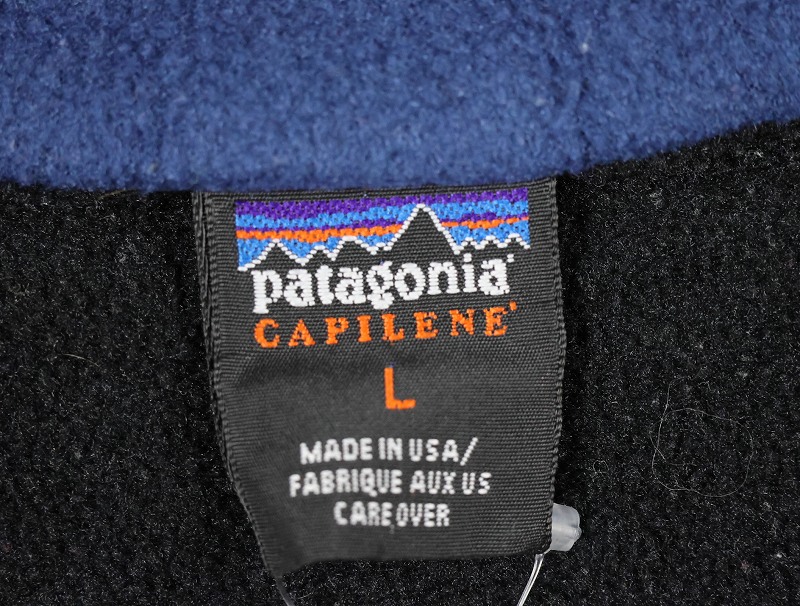 patagonia®
CAPILENE®
L
MADE IN USA/
FABRIQUE AUX US
CARE OVER